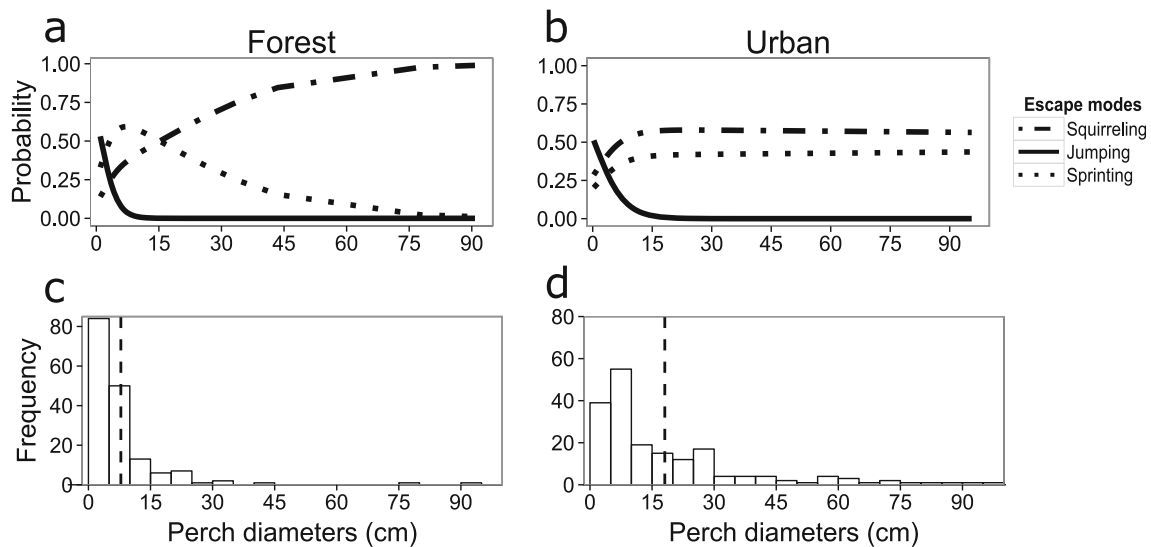 a
Forest
b
Urban
Probability
1.00
0.75
0.50
0.25
0.00
0 15 30 45 60 75 90
1.00
0.75
0.50
0.25
0.00
0 15 30 45 60 75 90
Escape modes
Squirreling
Jumping
Sprinting
c
d
Frequency
80
60
40
20
0
0 15 30 45 60 75 90
Perch diameters (cm)
80
60
40
20
0
0 15 30 45 60 75 90
Perch diameters (cm)